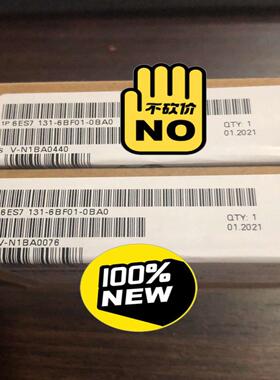 1P 6ES7 131-6BF01-0BA0
QTY: 1
S V-N1BA0440
01.2021
不砍价
NO
6ES7 131-6BF01-0BA0
QTY: 1
V-N1BA0076
01.2021
100%
NEW